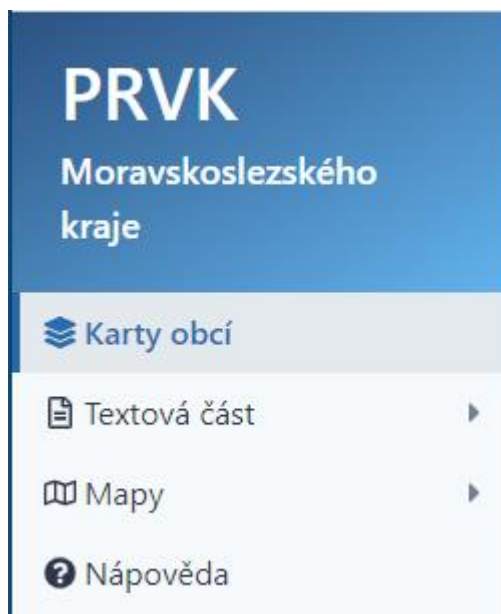 PRVK
Moravskoslezského
kraje
Karty obcí
Textová část
Mapy
Nápověda